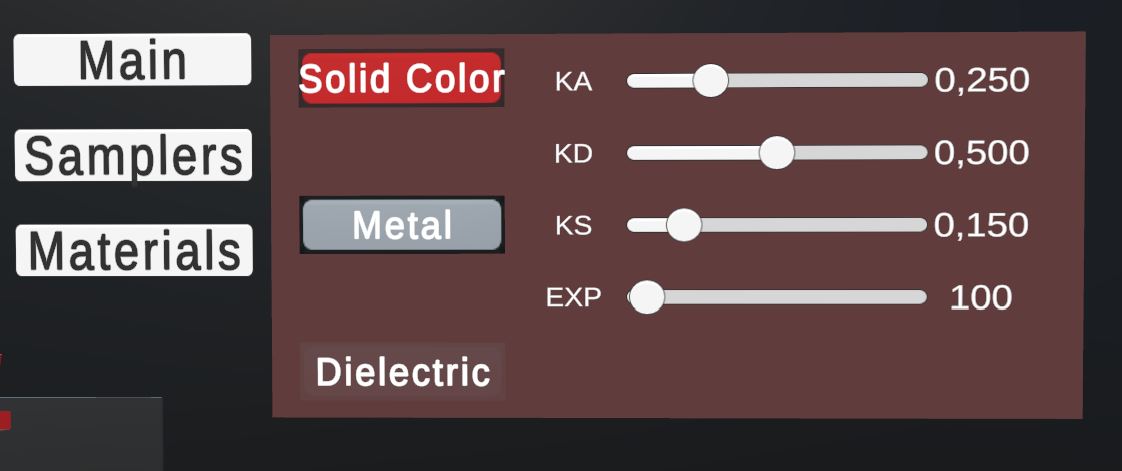 Main
Samplers
Materials
Solid Color
Metal
Dielectric
KA 0,250
KD 0,500
KS 0,150
EXP 100